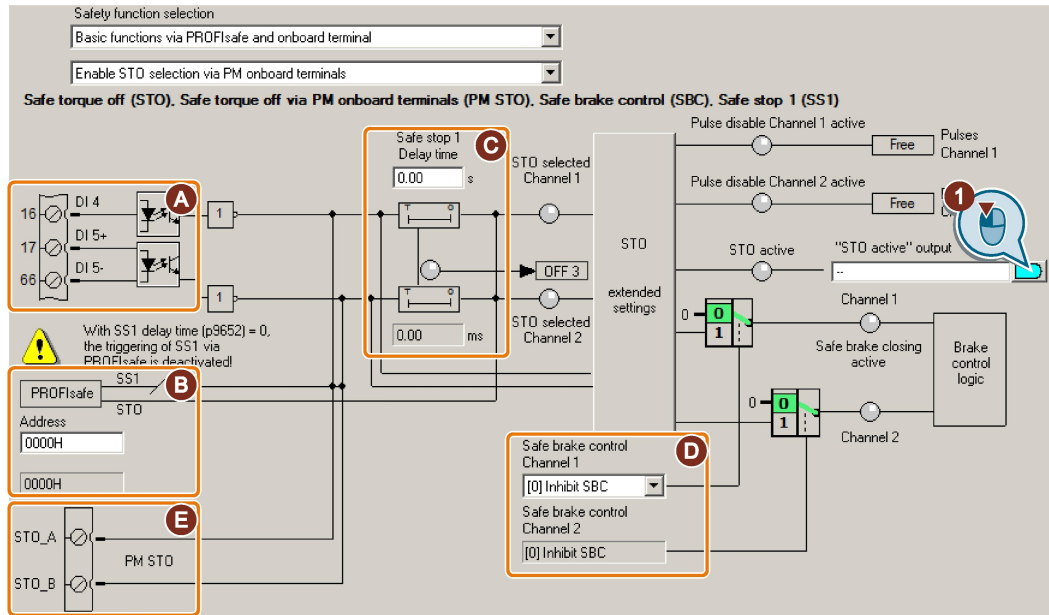 Safety function selection
Basic functions via PROFIsafe and onboard terminal
Enable STO selection via PM onboard terminals
Safe torque off (STO), Safe torque off via PM onboard terminals (PM STO), Safe brake control (SBC), Safe stop 1 (SS1)
Pulse disable Channel 1 active
Free
Pulses
Channel 1
Safe stop 1
Delay time
C
0.00 s
STO selected
Channel 1
Pulse disable Channel 2 active
Free
1
A
16
DI 4
1
17
DI 5+
66
DI 5-
1
T 0
OFF 3
T 0
0.00 ms
STO selected
Channel 2
STO
extended
settings
STO active
"STO active" output
--
Channel 1
0
0
1
Safe brake closing
active
Brake
control
logic
0
0
1
Channel 2
With SS1 delay time (p9652) = 0,
the triggering of SS1 via
PROFIsafe is deactivated!
B
PROFIsafe
SS1
STO
Address
0000H
0000H
D
Safe brake control
Channel 1
[0] Inhibit SBC
Safe brake control
Channel 2
[0] Inhibit SBC
E
STO_A
PM STO
STO_B